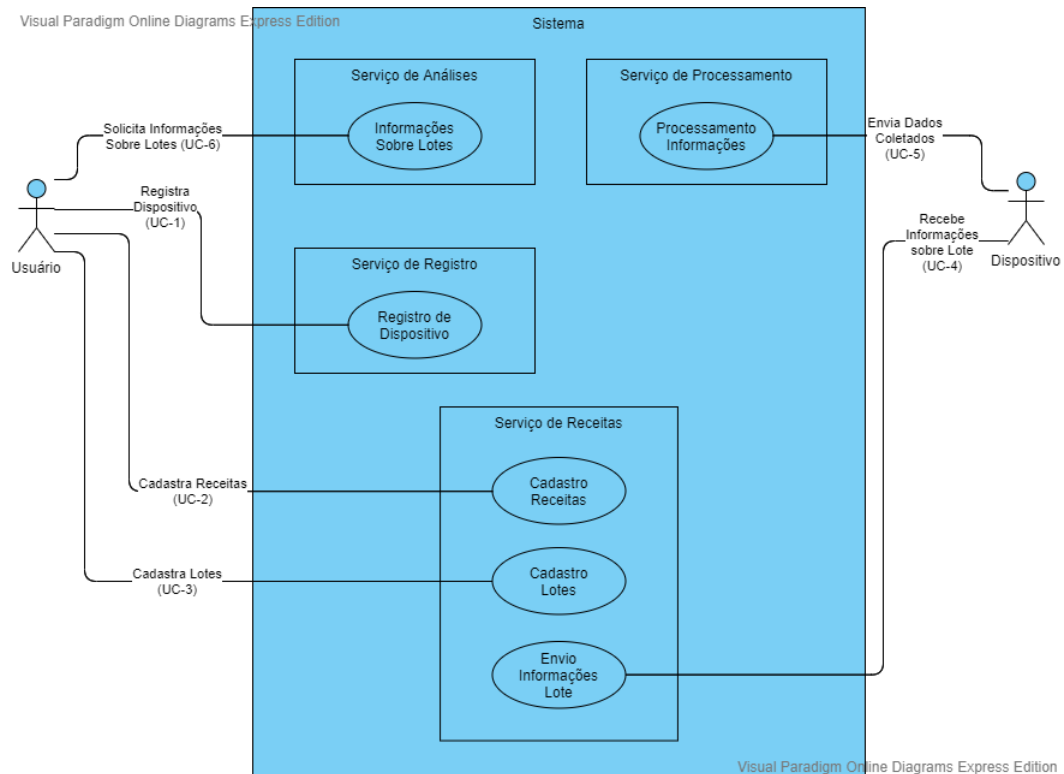 Visual Paradigm Online Diagrams Express Edition
Sistema
Serviço de Análises
Serviço de Processamento
Solicita Informações
Sobre Lotes (UC-6)
Informações
Sobre Lotes
Processamento
Informações
Envia Dados
Coletados
(UC-5)
Registra
Dispositivo
(UC-1)
Usuário
Recebe
Informações
sobre Lote
(UC-4)
Dispositivo
Serviço de Registro
Registro de
Dispositivo
Serviço de Receitas
Cadastra Receitas
(UC-2)
Cadastro
Receitas
Cadastra Lotes
(UC-3)
Cadastro
Lotes
Envio
Informações
Lote
Visual Paradigm Online Diagrams Express Edition